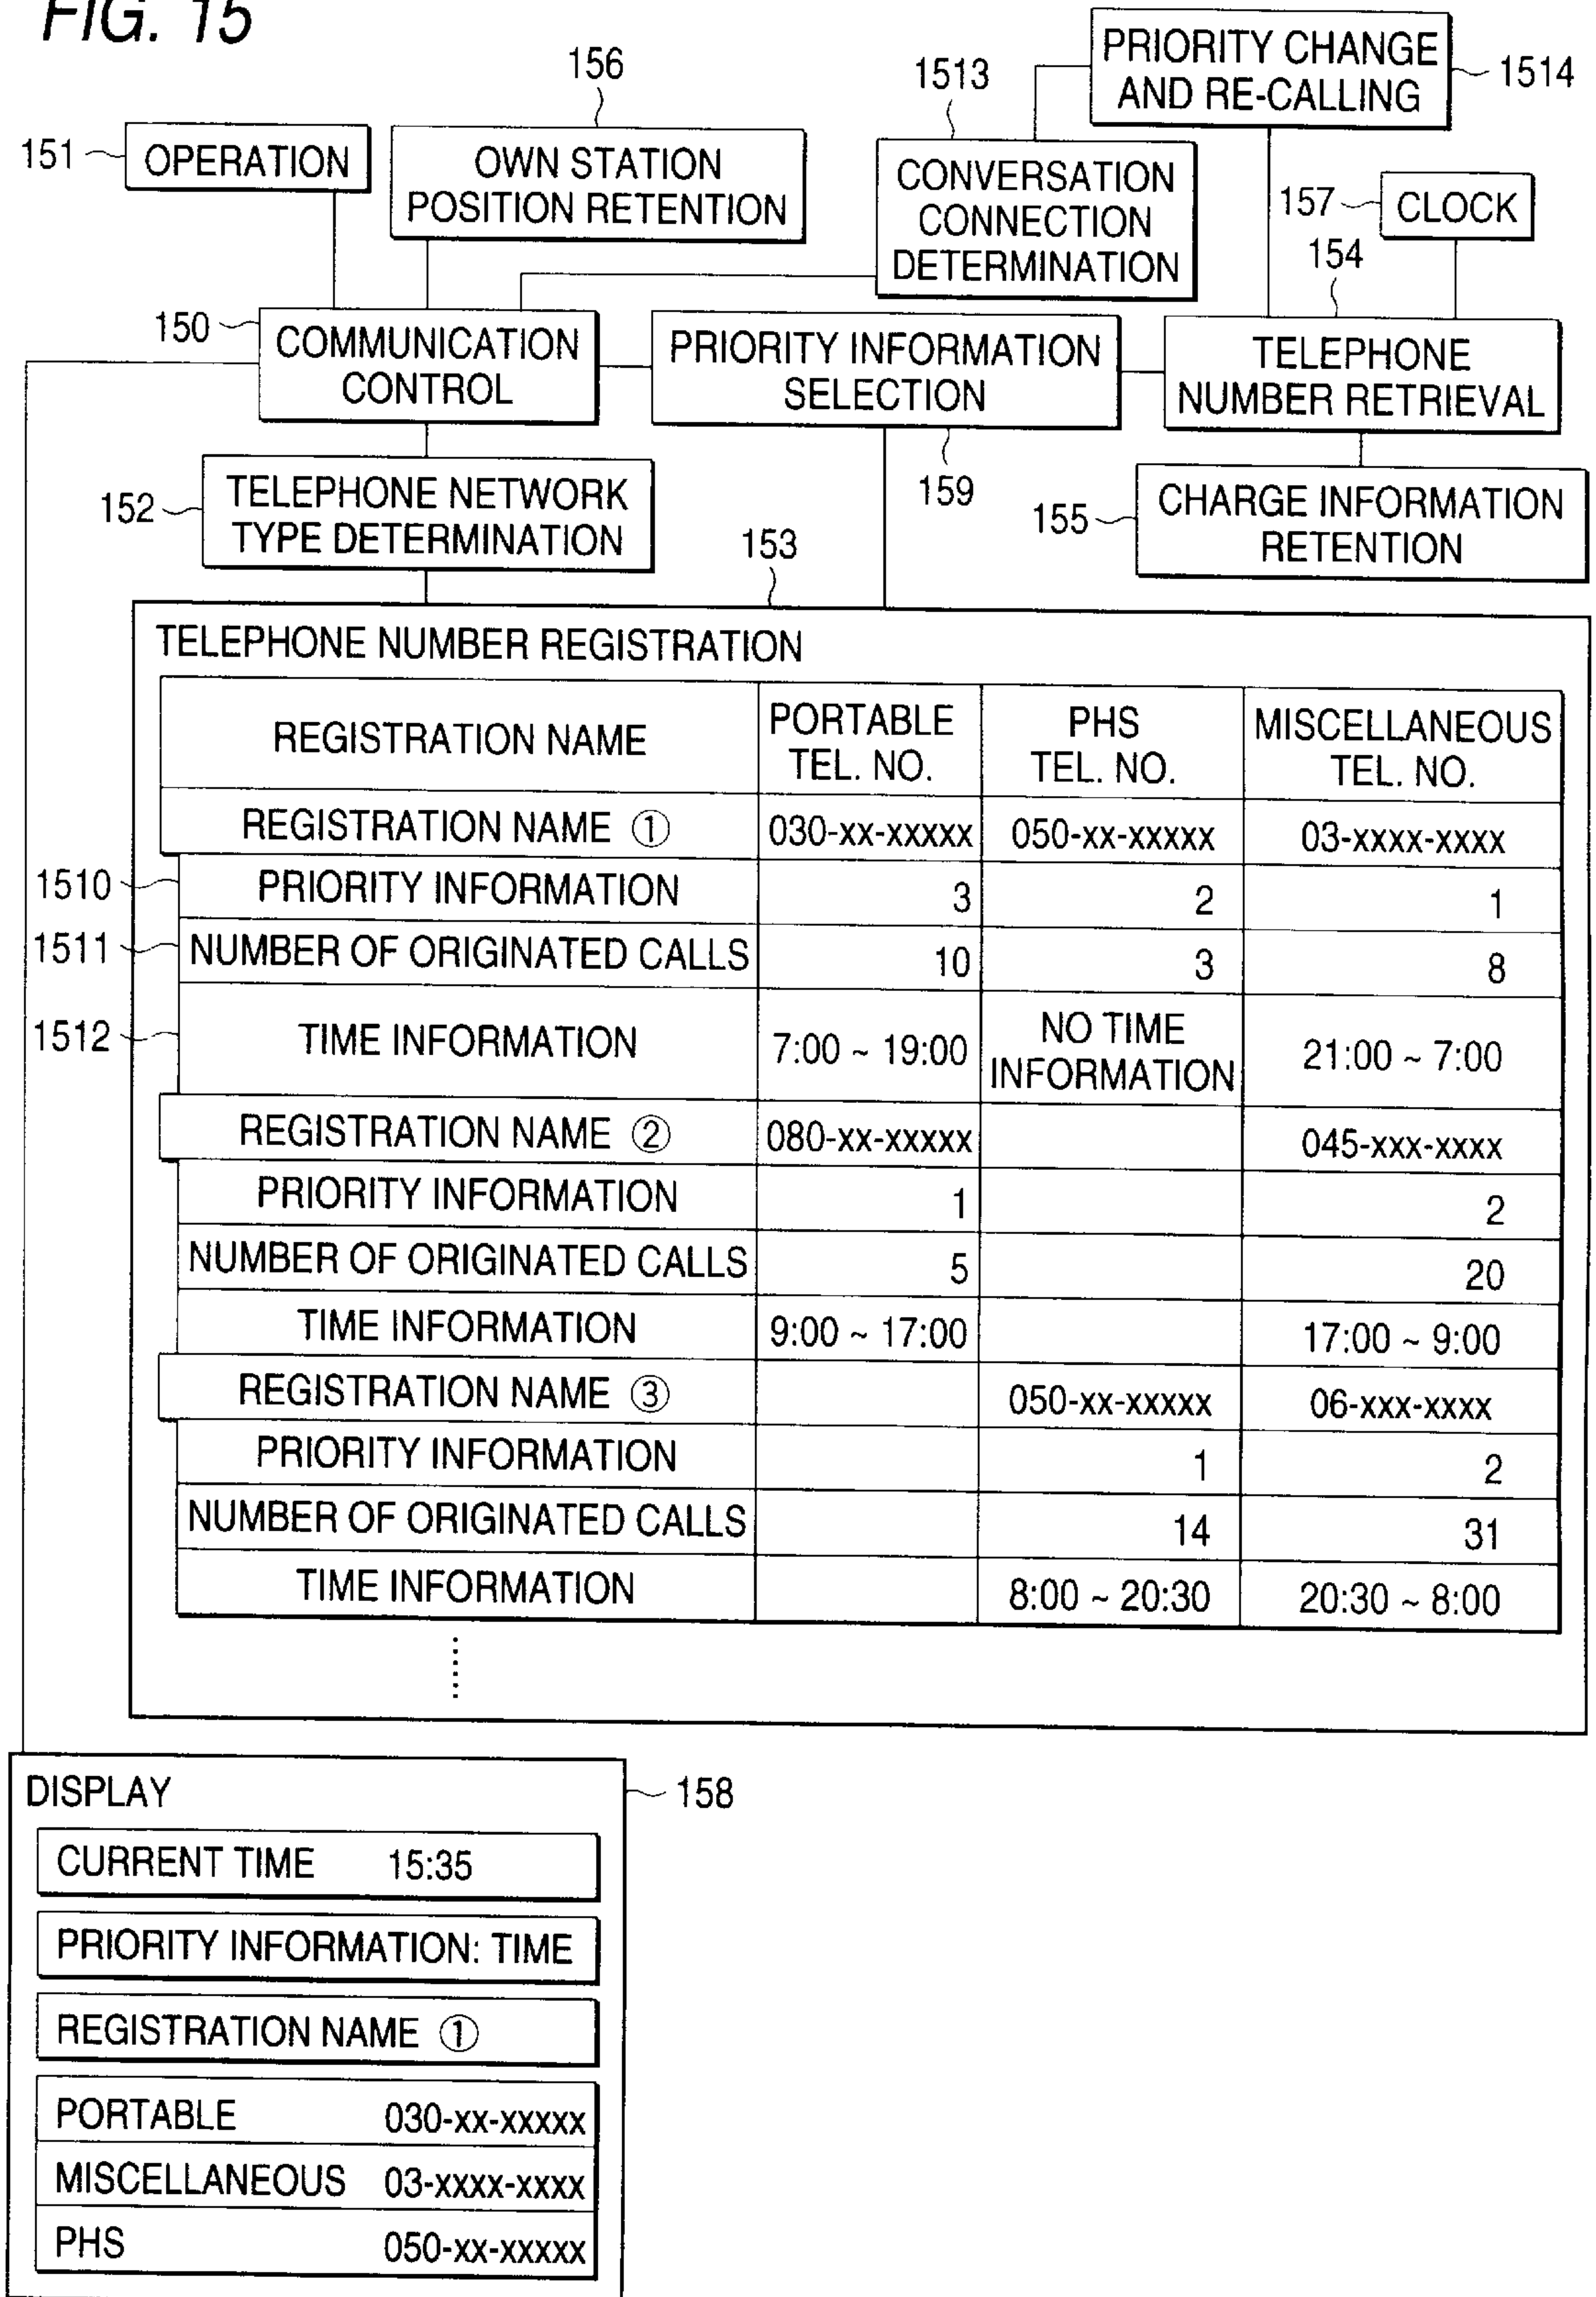 FIG. 15
156
1513
PRIORITY CHANGE
AND RE-CALLING
1514
151
OPERATION
OWN STATION
POSITION RETENTION
CONVERSATION
CONNECTION
DETERMINATION
157
CLOCK
154
150
COMMUNICATION
CONTROL
PRIORITY INFORMATION
SELECTION
TELEPHONE
NUMBER RETRIEVAL
159
152
TELEPHONE NETWORK
TYPE DETERMINATION
155
CHARGE INFORMATION
RETENTION
153
TELEPHONE NUMBER REGISTRATION
REGISTRATION NAME
PORTABLE
TEL. NO.
PHS
TEL. NO.
MISCELLANEOUS
TEL. NO.
REGISTRATION NAME ① 030-xx-xxxxx 050-xx-xxxxx 03-xxxx-xxxx
1510 PRIORITY INFORMATION 3 2 1
1511 NUMBER OF ORIGINATED CALLS 10 3 8
1512 TIME INFORMATION 7:00 ~ 19:00 NO TIME INFORMATION 21:00 ~ 7:00
REGISTRATION NAME ② 080-xx-xxxxx 045-xxx-xxxx
PRIORITY INFORMATION 1 2
NUMBER OF ORIGINATED CALLS 5 20
TIME INFORMATION 9:00 ~ 17:00 17:00 ~ 9:00
REGISTRATION NAME ③ 050-xx-xxxxx 06-xxx-xxxx
PRIORITY INFORMATION 1 2
NUMBER OF ORIGINATED CALLS 14 31
TIME INFORMATION 8:00 ~ 20:30 20:30 ~ 8:00
DISPLAY
158
CURRENT TIME 15:35
PRIORITY INFORMATION: TIME
REGISTRATION NAME ①
PORTABLE 030-xx-xxxxx
MISCELLANEOUS 03-xxxx-xxxx
PHS 050-xx-xxxxx